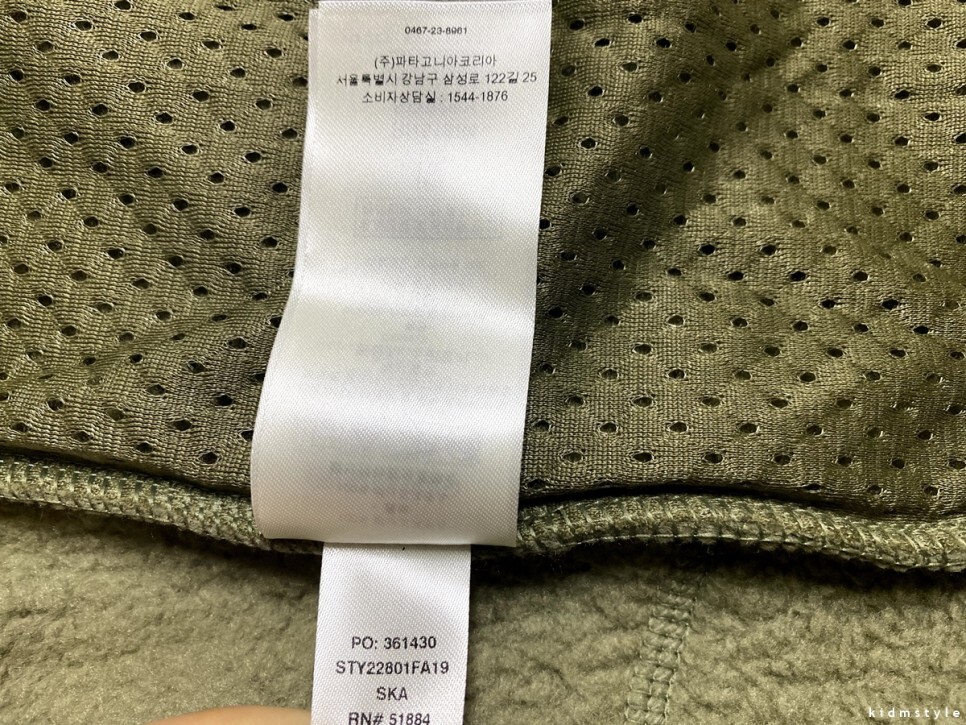 0467-23-8961
(주)파타고니아코리아
서울특별시 강남구 삼성로 122길 25
소비자상담실 : 1544-1876
PO: 361430
STY22801FA19
SKA
RN# 51884
kidmstyle